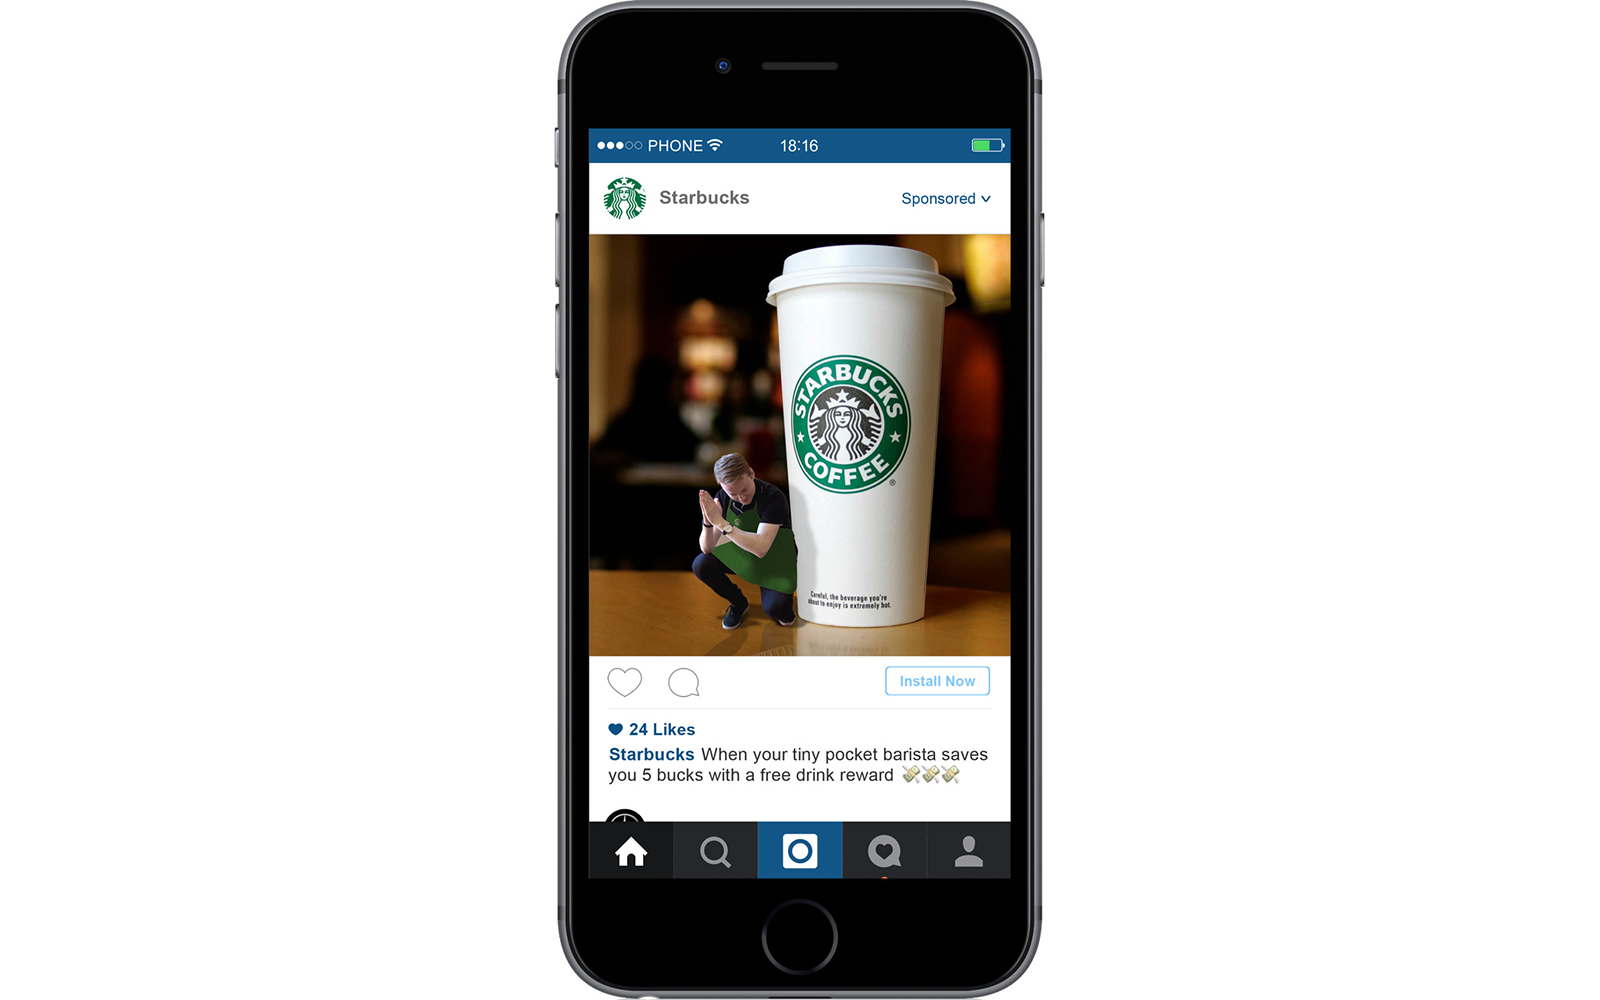 PHONE 18:16
Starbucks Sponsored
STARBUCKS
COFFEE
®
Careful, the beverage you're
about to enjoy is extremely hot.
Install Now
24 Likes
Starbucks When your tiny pocket barista saves
you 5 bucks with a free drink reward 💸💸💸